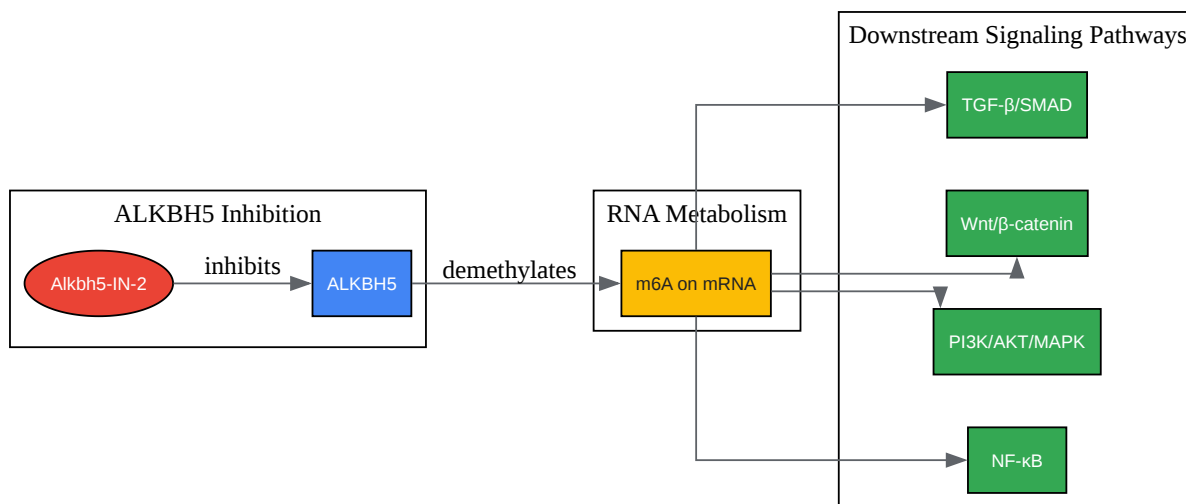 ALKBH5 Inhibition
Alkbh5-IN-2
inhibits
ALKBH5
demethylates
RNA Metabolism
m6A on mRNA
Downstream Signaling Pathways
TGF-β/SMAD
Wnt/β-catenin
PI3K/AKT/MAPK
NF-κB